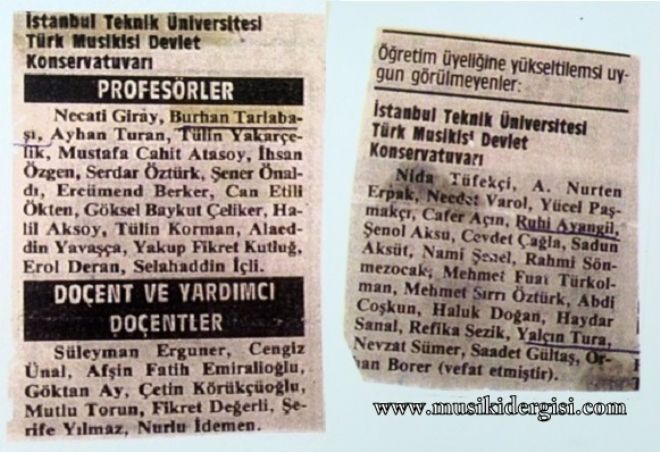 İstanbul Teknik Üniversitesi
Türk Musikisi Devlet
Konservatuvarı
PROFESÖRLER
Necati Giray, Burhan Tarlaba-
şı, Ayhan Turan, Tülin Yakarçe-
lik, Mustafa Cahit Atasoy, İhsan
Özgen, Serdar Öztürk, Şener Önal-
dı, Ercümend Berker, Can Etili
Ökten, Göksel Baykut Çeliker, Ha-
lil Aksoy, Tülin Korman, Alaed-
din Yavaşça, Yakup Fikret Kutluğ,
Erol Deran, Selahaddin İçli.
DOÇENT VE YARDIMCI
DOÇENTLER
Süleyman Erguner, Cengiz
Ünal, Afşin Fatih Emiralioğlu,
Göktan Ay, Çetin Körükçüoğlu,
Mutlu Torun, Fikret Değerli, Şe-
rife Yılmaz, Nurlu İdemen.
Öğretim üyeliğine yükseltilemsi uy-
gun görülmeyenler:
İstanbul Teknik Üniversitesi
Türk Musikisi Devlet
Konservatuvarı
Nida Tüfekçi, A. Nurten
Erpak, Necdet Varol, Yücel Paş-
makçı, Cafer Açın, Ruhi Ayangil,
Şenol Aksu, Cevdet Çağla, Sadun
Aksüt, Nami Şenel, Rahmi Sön-
mezocak, Mehmet Fuat Türkol-
man, Mehmet Sırrı Öztürk, Abdi
Coşkun, Haluk Doğan, Haydar
Sanal, Refika Sezik, Yalçın Tura,
Nevzat Sümer, Saadet Gültaş, Or-
han Borer (vefat etmiştir).
www.musikidergisi.com